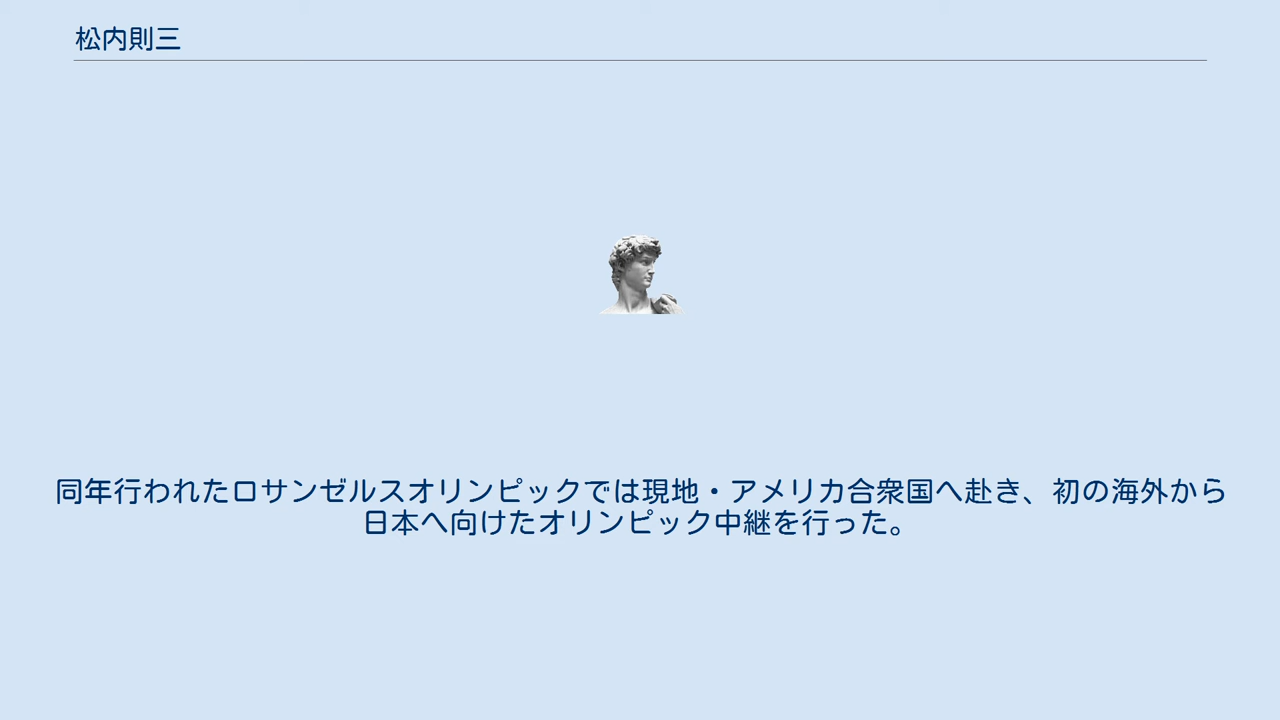 松内則三
同年行われたロサンゼルスオリンピックでは現地・アメリカ合衆国へ赴き、初の海外から
日本へ向けたオリンピック中継を行った。